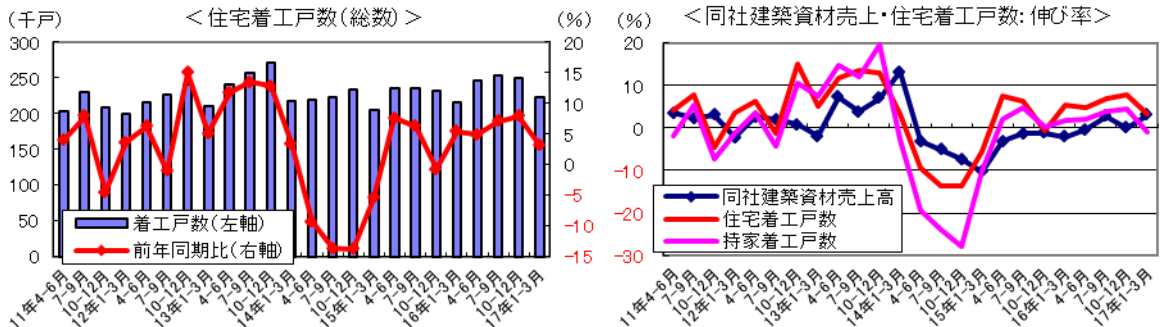 (千戸)
＜住宅着工戸数(総数)＞
(%)
300
250
200
150
100
50
0
20
15
10
5
0
−5
−10
−15
着工戸数(左軸)
前年同期比(右軸)
11年4−6月
7−9月
10−12月
12年1−3月
4−6月
7−9月
10−12月
13年1−3月
4−6月
7−9月
10−12月
14年1−3月
4−6月
7−9月
10−12月
15年1−3月
4−6月
7−9月
10−12月
16年1−3月
4−6月
7−9月
10−12月
17年1−3月
(%)
＜同社建築資材売上・住宅着工戸数:伸び率＞
20
10
0
−10
−20
−30
同社建築資材売上高
住宅着工戸数
持家着工戸数
11年4−6月
7−9月
10−12月
12年1−3月
4−6月
7−9月
10−12月
13年1−3月
4−6月
7−9月
10−12月
14年1−3月
4−6月
7−9月
10−12月
15年1−3月
4−6月
7−9月
10−12月
16年1−3月
4−6月
7−9月
10−12月
17年1−3月